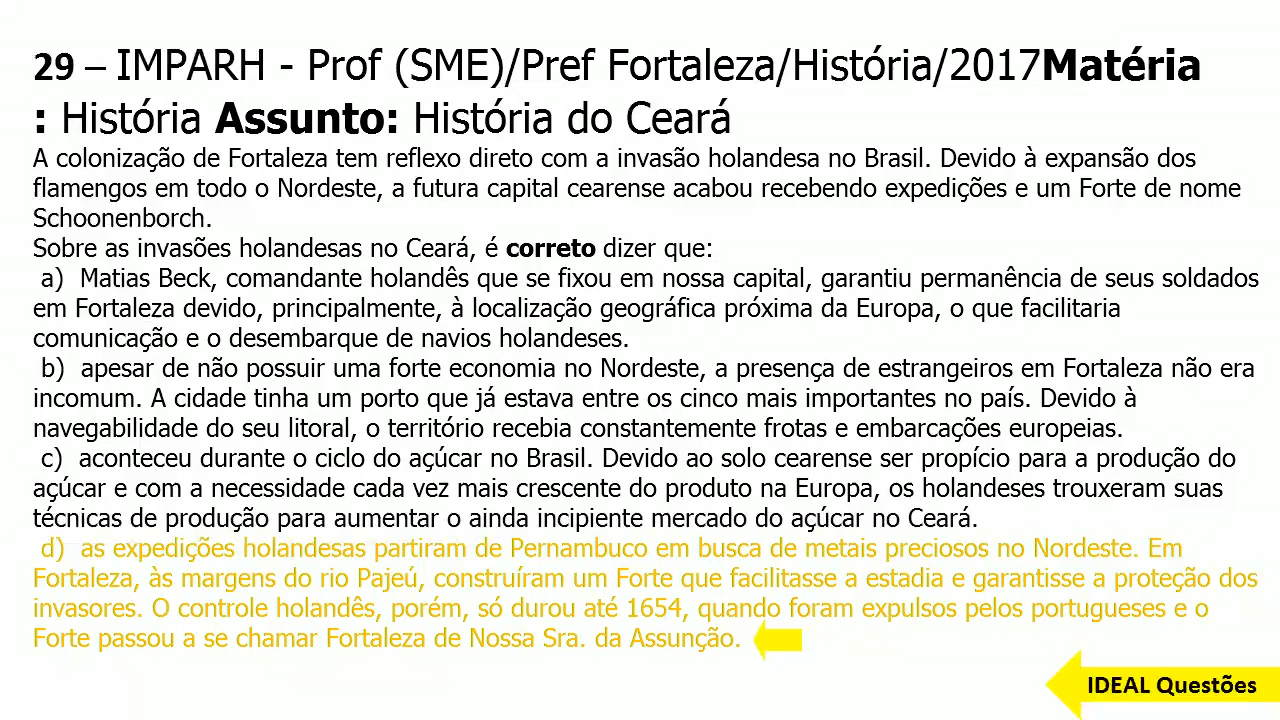 29 – IMPARH - Prof (SME)/Pref Fortaleza/História/2017Matéria
: História Assunto: História do Ceará
A colonização de Fortaleza tem reflexo direto com a invasão holandesa no Brasil. Devido à expansão dos
flamengos em todo o Nordeste, a futura capital cearense acabou recebendo expedições e um Forte de nome
Schoonenborch.
Sobre as invasões holandesas no Ceará, é correto dizer que:
a) Matias Beck, comandante holandês que se fixou em nossa capital, garantiu permanência de seus soldados
em Fortaleza devido, principalmente, à localização geográfica próxima da Europa, o que facilitaria
comunicação e o desembarque de navios holandeses.
b) apesar de não possuir uma forte economia no Nordeste, a presença de estrangeiros em Fortaleza não era
incomum. A cidade tinha um porto que já estava entre os cinco mais importantes no país. Devido à
navegabilidade do seu litoral, o território recebia constantemente frotas e embarcações europeias.
c) aconteceu durante o ciclo do açúcar no Brasil. Devido ao solo cearense ser propício para a produção do
açúcar e com a necessidade cada vez mais crescente do produto na Europa, os holandeses trouxeram suas
técnicas de produção para aumentar o ainda incipiente mercado do açúcar no Ceará.
d) as expedições holandesas partiram de Pernambuco em busca de metais preciosos no Nordeste. Em
Fortaleza, às margens do rio Pajeú, construíram um Forte que facilitasse a estadia e garantisse a proteção dos
invasores. O controle holandês, porém, só durou até 1654, quando foram expulsos pelos portugueses e o
Forte passou a se chamar Fortaleza de Nossa Sra. da Assunção.
IDEAL Questões